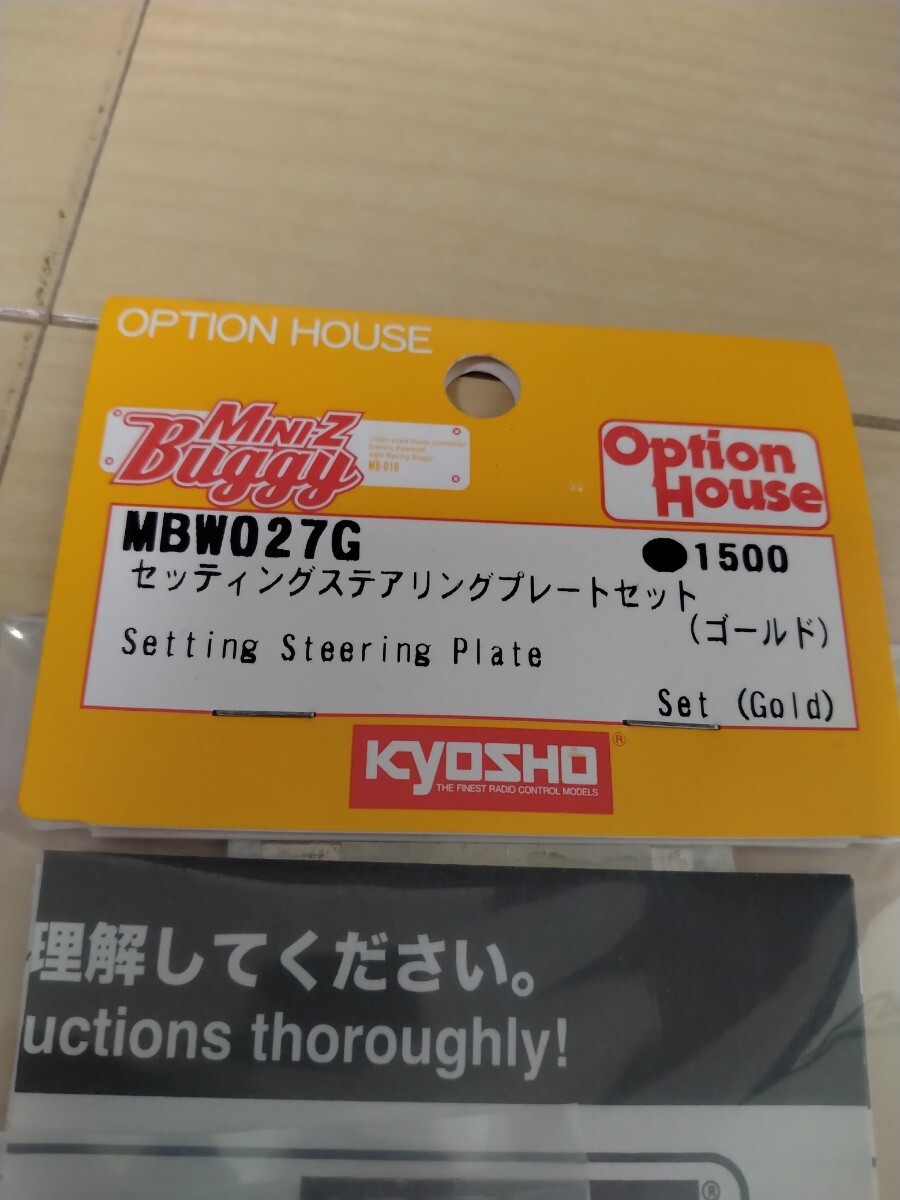 OPTION HOUSE
MINI-Z
Buggy
MB-010
Option
House
MBW027G
●1500
セッティングステアリングプレートセット
(ゴールド)
Setting Steering Plate
Set (Gold)
KYOSHO®
THE FINEST RADIO CONTROL MODELS
理解してください。
uctions thoroughly!
®